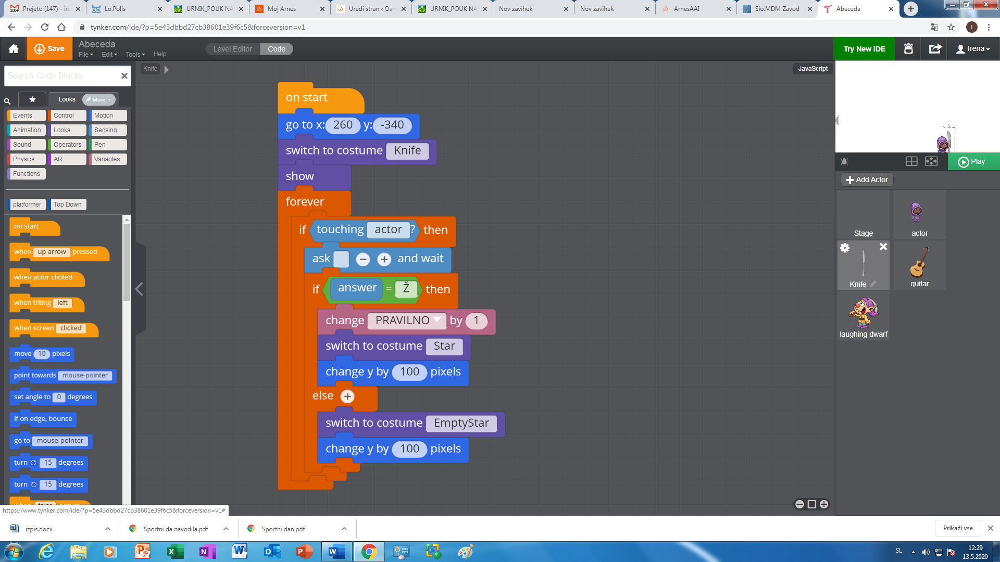 Prejeto (147) - ire
Lo.Polis
URNIK_POUK NA
Moj Arnes
Uredi stran ‹ Osn
URNIK_POUK NA
Nov zavihek
Nov zavihek
ArnesAAI
Sio.MDM Zavod
Abeceda
tynker.com/ide/?p=5e43dbbd27cb38601e39f6c5&forceversion=v1
I
Save
Abeceda
File
Edit
Tools
Help
Level Editor
Code
Try New IDE
Irena
Search Code Blocks
Looks
More
Events
Control
Motion
Animation
Looks
Sensing
Sound
Operators
Pen
Physics
AR
Variables
Functions
platformer
Top Down
on start
when up arrow pressed
when actor clicked
when tilting left
when screen clicked
move 10 pixels
point towards mouse-pointer
set angle to 0 degrees
if on edge, bounce
go to mouse-pointer
turn 15 degrees
turn 15 degrees
Knife
JavaScript
on start
go to x: 260 y: -340
switch to costume Knife
show
forever
if touching actor ? then
ask and wait
if answer = Ž then
change PRAVILNO by 1
switch to costume Star
change y by 100 pixels
else
switch to costume EmptyStar
change y by 100 pixels
Play
Add Actor
Stage
actor
Knife
guitar
laughing dwarf
https://www.tynker.com/ide/?p=5e43dbbd27cb38601e39f6c5&forceversion=v1#
izpis.docx
Sportni da navodila.pdf
Sportni dan.pdf
Prikaži vse
SL
12:29
13.5.2020